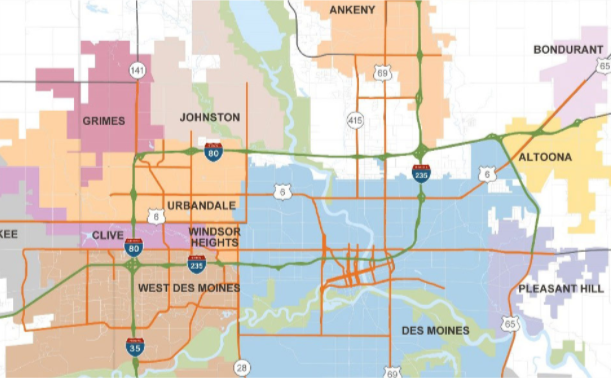 ANKENY
BONDURANT
65
141
69
415
GRIMES
JOHNSTON
80
235
ALTOONA
6
6
URBANDALE
6
KEE
CLIVE
WINDSOR
HEIGHTS
80
235
WEST DES MOINES
PLEASANT HILL
65
DES MOINES
35
28
69